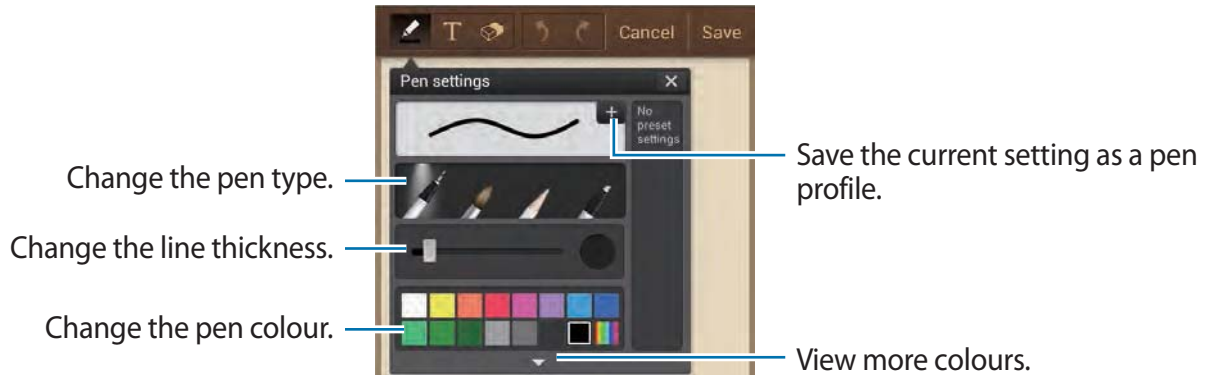 T Cancel Save
Pen settings
+ No
preset
settings
Change the pen type.
Save the current setting as a pen
profile.
Change the line thickness.
Change the pen colour.
View more colours.